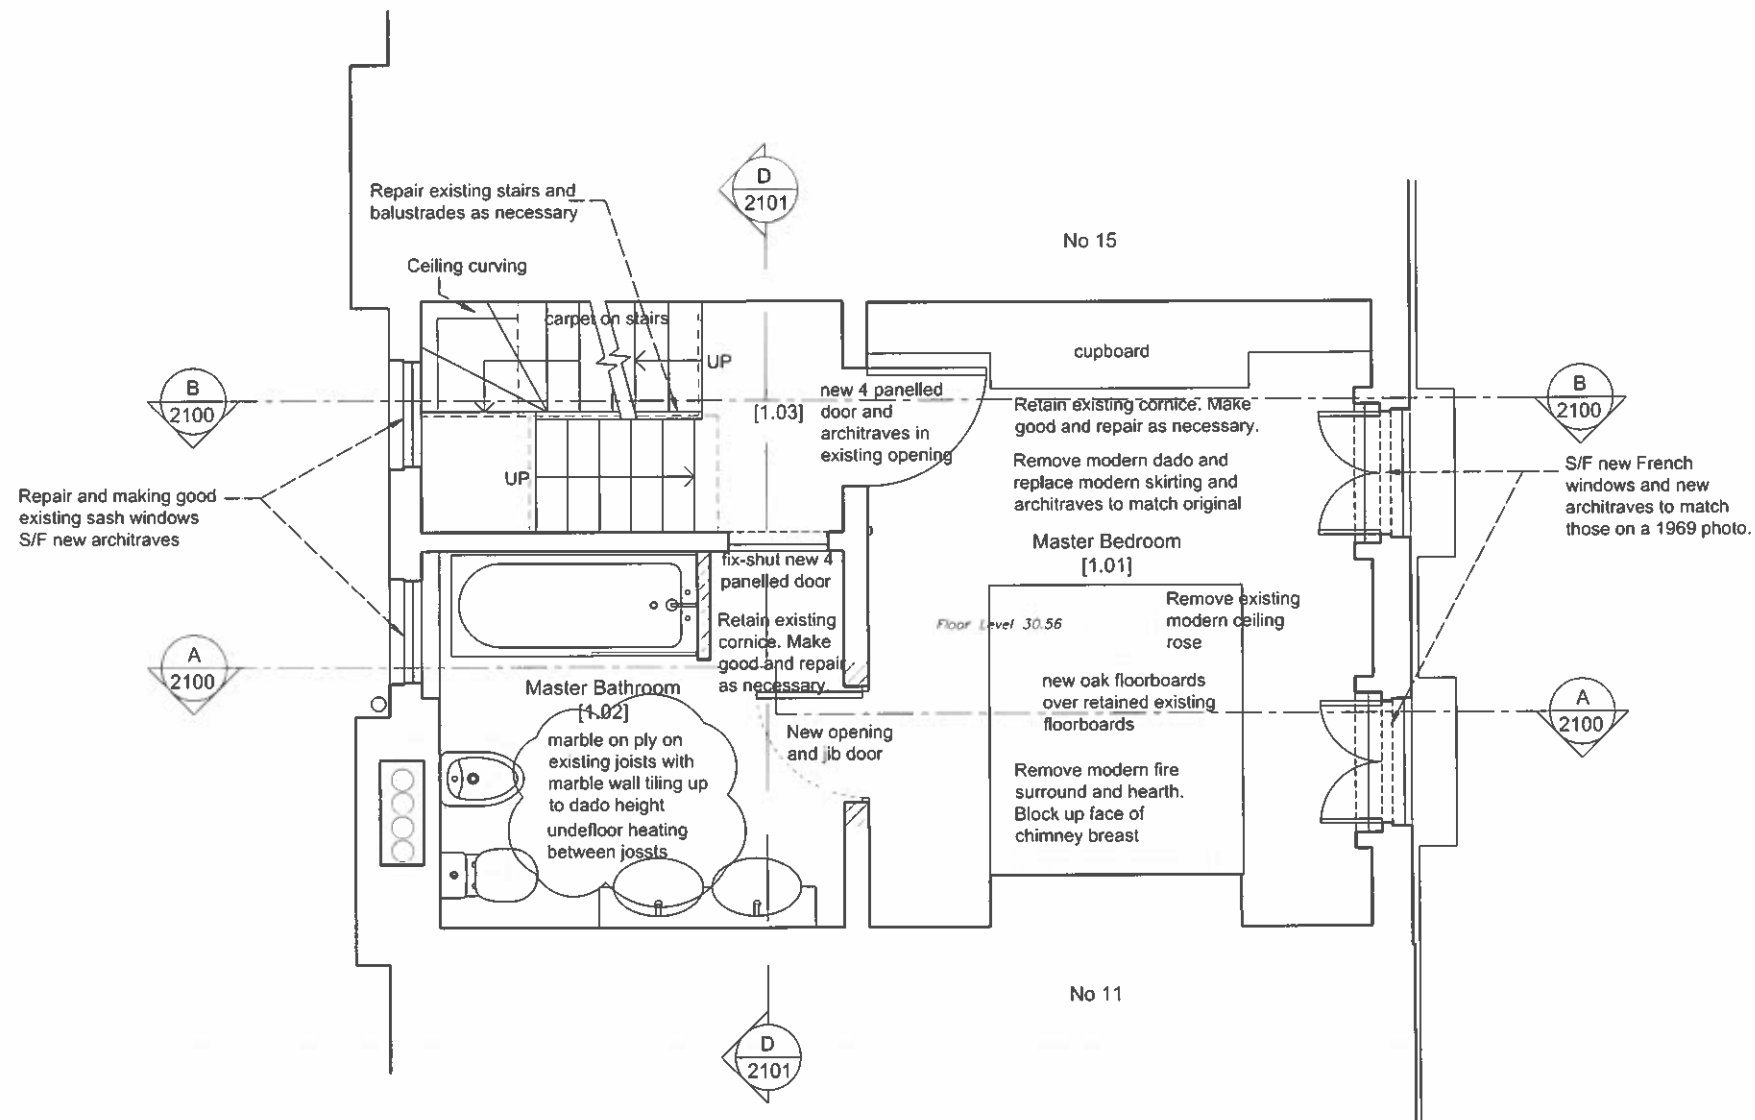 D
2101
Repair existing stairs and
balustrades as necessary
No 15
Ceiling curving
carpet on stairs
UP
cupboard
B
2100
B
2100
[1.03]
new 4 panelled
door and
architraves in
existing opening
Retain existing cornice. Make
good and repair as necessary.
Remove modern dado and
replace modern skirting and
architraves to match original
S/F new French
windows and new
architraves to match
those on a 1969 photo.
UP
Repair and making good
existing sash windows
S/F new architraves
Master Bedroom
[1.01]
fix-shut new 4
panelled door
Retain existing
cornice. Make
good and repair
as necessary.
Floor Level 30.56
Remove existing
modern ceiling
rose
A
2100
A
2100
Master Bathroom
[1.02]
marble on ply on
existing joists with
marble wall tiling up
to dado height
undefloor heating
between jossts
New opening
and jib door
new oak floorboards
over retained existing
floorboards
Remove modern fire
surround and hearth.
Block up face of
chimney breast
No 11
D
2101